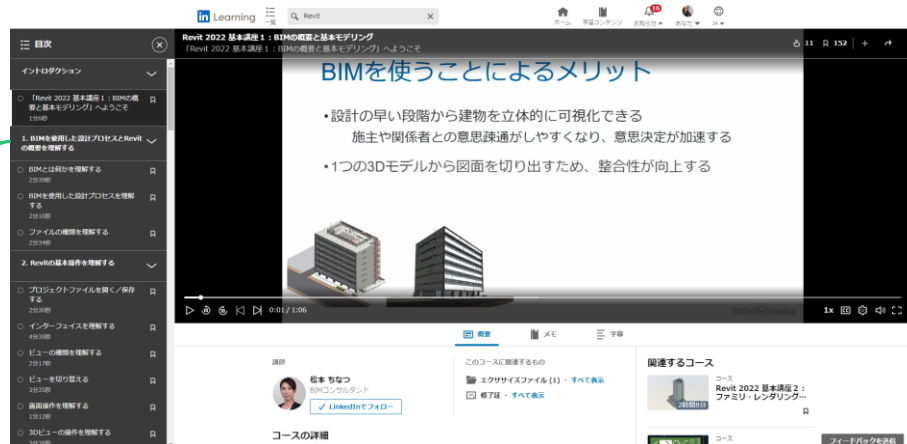 in Learning
一覧
Revit
ホーム
学習コンテンツ
26
お知らせ
あなた
JA
目次
イントロダクション
「Revit 2022 基本講座1：BIMの概要と基本モデリング」へようこそ
1分6秒
1. BIMを使用した設計プロセスとRevitの概要を理解する
BIMとは何かを理解する
2分39秒
BIMを使用した設計プロセスを理解する
2分10秒
ファイルの種類を理解する
2分34秒
2. Revitの基本操作を理解する
プロジェクトファイルを開く／保存する
2分30秒
インターフェイスを理解する
4分39秒
ビューの種類を理解する
2分17秒
ビューを切り替える
3分35秒
画面操作を理解する
1分12秒
3Dビューの操作を理解する
Revit 2022 基本講座1：BIMの概要と基本モデリング
「Revit 2022 基本講座1：BIMの概要と基本モデリング」へようこそ
11
152
BIMを使うことによるメリット
・設計の早い段階から建物を立体的に可視化できる
施主や関係者との意思疎通がしやすくなり、意思決定が加速する
・1つの3Dモデルから図面を切り出すため、整合性が向上する
0:01 / 1:06
1x
概要
メモ
字幕
講師
松本 ちなつ
BIMコンサルタント
LinkedInでフォロー
コースの詳細
このコースに関連するもの
エクササイズファイル (1) ・ すべて表示
修了証 ・ すべて表示
関連するコース
コース
Revit 2022 基本講座2：ファミリ・レンダリング…
2時間0分
コース
フィードバックを送信